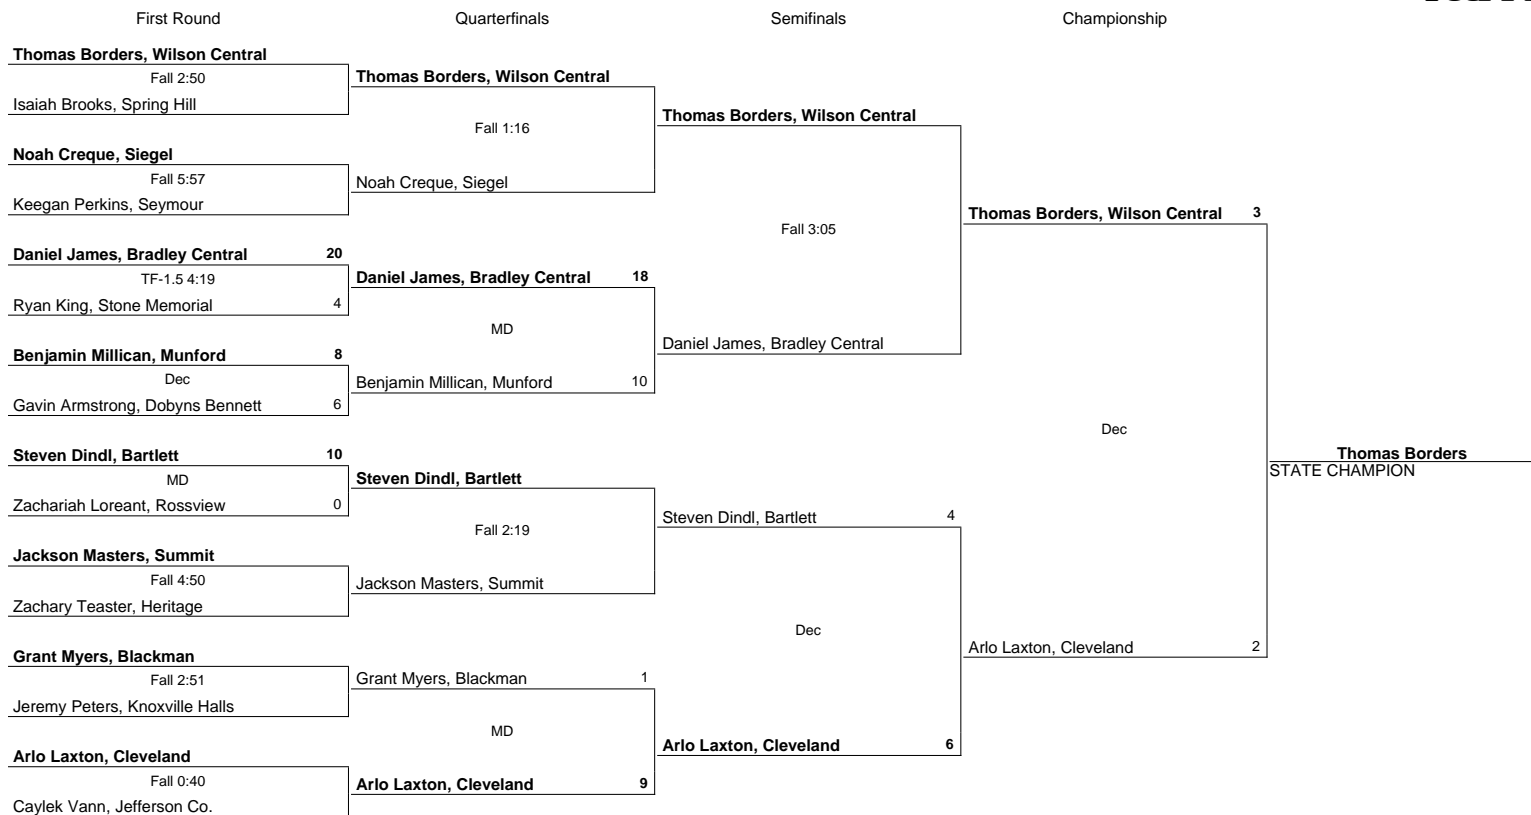 First Round
Quarterfinals
Semifinals
Championship
Thomas Borders, Wilson Central
Fall 2:50
Isaiah Brooks, Spring Hill
Noah Creque, Siegel
Fall 5:57
Keegan Perkins, Seymour
Daniel James, Bradley Central 20
TF-1.5 4:19
Ryan King, Stone Memorial 4
Benjamin Millican, Munford 8
Dec
Gavin Armstrong, Dobyns Bennett 6
Steven Dindl, Bartlett 10
MD
Zachariah Loreant, Rossview 0
Jackson Masters, Summit
Fall 4:50
Zachary Teaster, Heritage
Grant Myers, Blackman
Fall 2:51
Jeremy Peters, Knoxville Halls
Arlo Laxton, Cleveland
Fall 0:40
Caylek Vann, Jefferson Co.
Thomas Borders, Wilson Central
Fall 1:16
Noah Creque, Siegel
Daniel James, Bradley Central 18
MD
Benjamin Millican, Munford 10
Steven Dindl, Bartlett
Fall 2:19
Jackson Masters, Summit
Grant Myers, Blackman 1
MD
Arlo Laxton, Cleveland 9
Thomas Borders, Wilson Central
Fall 3:05
Daniel James, Bradley Central
Steven Dindl, Bartlett 4
Dec
Arlo Laxton, Cleveland 6
Thomas Borders, Wilson Central 3
Dec
Arlo Laxton, Cleveland 2
Thomas Borders
STATE CHAMPION